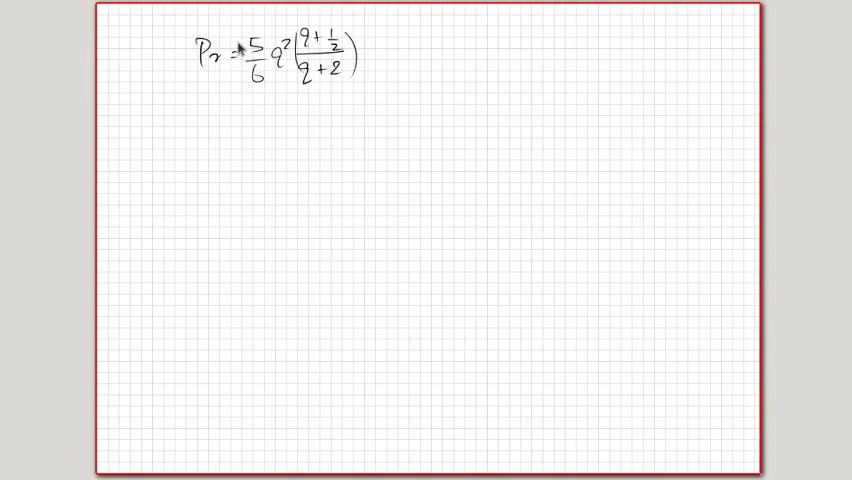 Pr = 5/6 q² ((q + 1/2)/(q + 2))